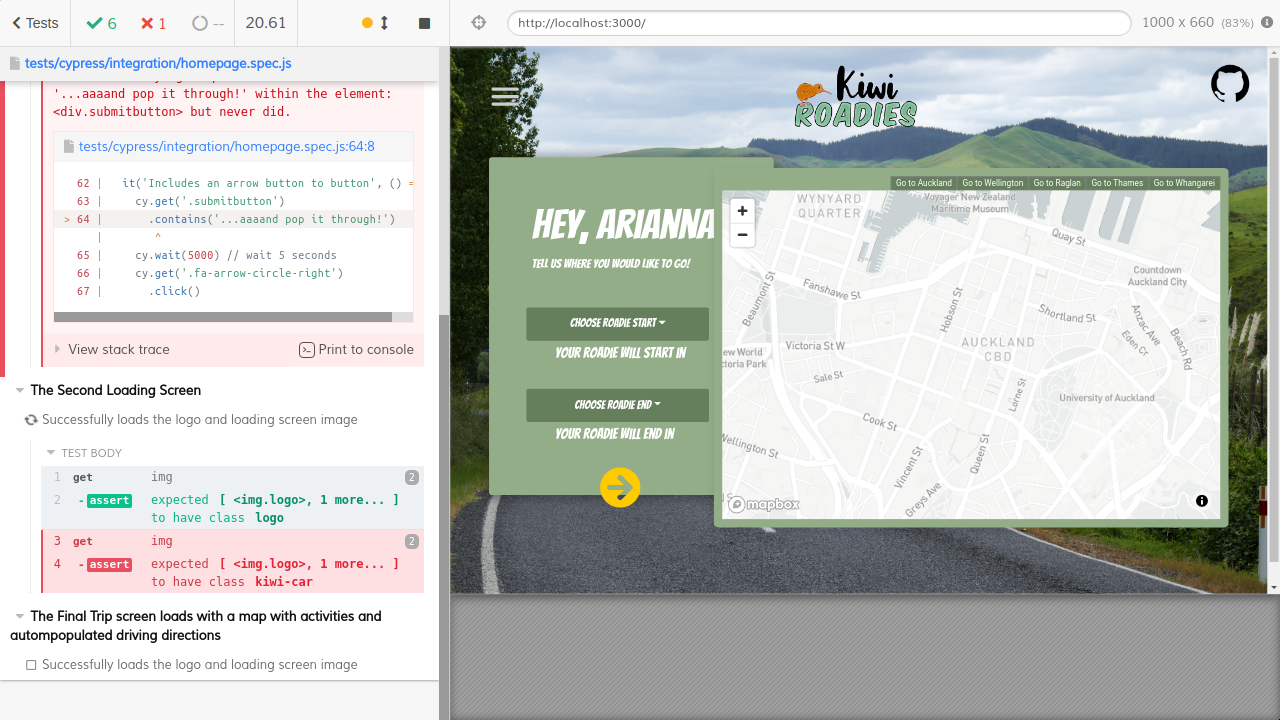 Tests
6
1
--
20.61
http://localhost:3000/
1000 x 660 (83%)
tests/cypress/integration/homepage.spec.js
'...aaaand pop it through!' within the element:
<div.submitbutton> but never did.
tests/cypress/integration/homepage.spec.js:64:8
62 | it('Includes an arrow button to button', () =
63 | cy.get('.submitbutton')
> 64 | .contains('...aaaand pop it through!')
| ^
65 | cy.wait(5000) // wait 5 seconds
66 | cy.get('.fa-arrow-circle-right')
67 | .click()
View stack trace
Print to console
The Second Loading Screen
Successfully loads the logo and loading screen image
TEST BODY
1 get img 2
2 -assert expected [ <img.logo>, 1 more... ]
to have class logo
3 get img 2
4 -assert expected [ <img.logo>, 1 more... ]
to have class kiwi-car
The Final Trip screen loads with a map with activities and
autompopulated driving directions
Successfully loads the logo and loading screen image
Kiwi
ROADIES
HEY, ARIANNA
TELL US WHERE YOU WOULD LIKE TO GO!
CHOOSE ROADIE START
YOUR ROADIE WILL START IN
CHOOSE ROADIE END
YOUR ROADIE WILL END IN
Go to Auckland
Go to Wellington
Go to Raglan
Go to Thames
Go to Whangarei
+
−
WYNYARD
QUARTER
Voyager New Zealand
Maritime Museum
Quay St
Countdown
Auckland City
Beaumont St
Fanshawe St
Hobson St
Shortland St
Anzac Ave
Eden Cr
Beach Rd
Victoria St W
AUCKLAND
CBD
New World
ctoria Park
Sale St
Lorne St
University of Auckland
Cook St
Wellington St
Vincent St
Queen St
Greys Ave
mapbox